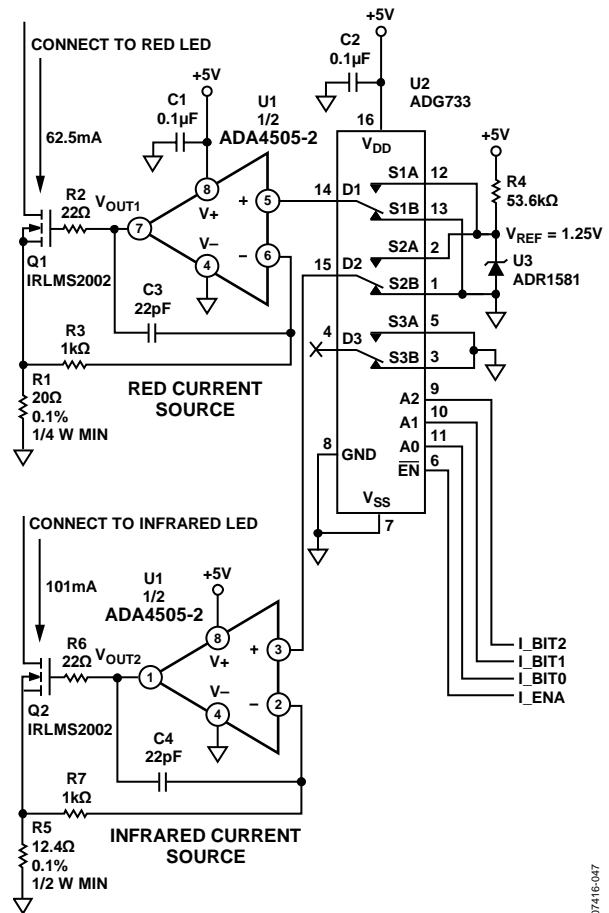 CONNECT TO RED LED
62.5mA
R2
22Ω
VOUT1
Q1
IRLMS2002
R3
1kΩ
R1
20Ω
0.1%
1/4 W MIN
C1
0.1µF
+5V
U1
1/2
ADA4505-2
8
V+
7
V–
4
+
5
–
6
C3
22pF
RED CURRENT
SOURCE
C2
0.1µF
+5V
U2
ADG733
16
VDD
14
D1
15
D2
4
D3
8
GND
VSS
7
S1A
12
S1B
13
S2A
2
S2B
1
S3A
5
S3B
3
A2
9
A1
10
A0
11
EN
6
+5V
R4
53.6kΩ
VREF = 1.25V
U3
ADR1581
CONNECT TO INFRARED LED
101mA
R6
22Ω
VOUT2
Q2
IRLMS2002
R7
1kΩ
R5
12.4Ω
0.1%
1/2 W MIN
U1
1/2
ADA4505-2
+5V
8
V+
1
V–
4
+
3
–
2
C4
22pF
INFRARED CURRENT
SOURCE
I_BIT2
I_BIT1
I_BIT0
I_ENA
07416-047